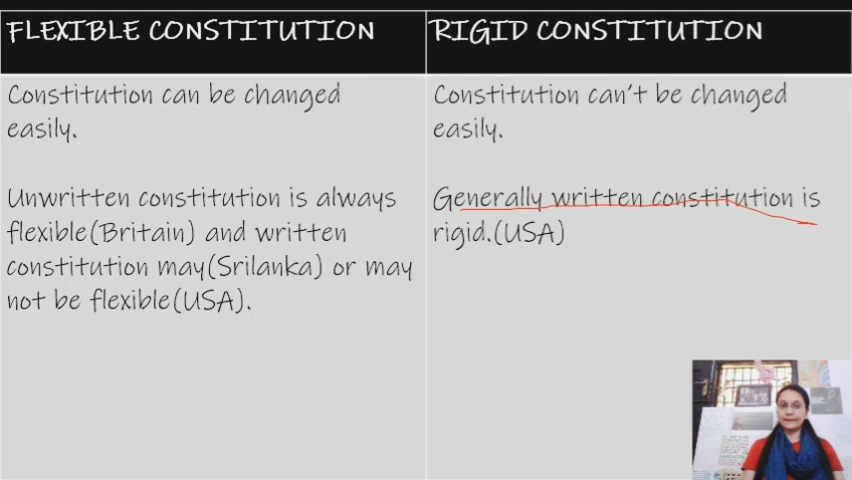 FLEXIBLE CONSTITUTION
Constitution can be changed
easily.
Unwritten constitution is always
flexible(Britain) and written
constitution may(Srilanka) or may
not be flexible(USA).
RIGID CONSTITUTION
Constitution can't be changed
easily.
Generally written constitution is
rigid.(USA)